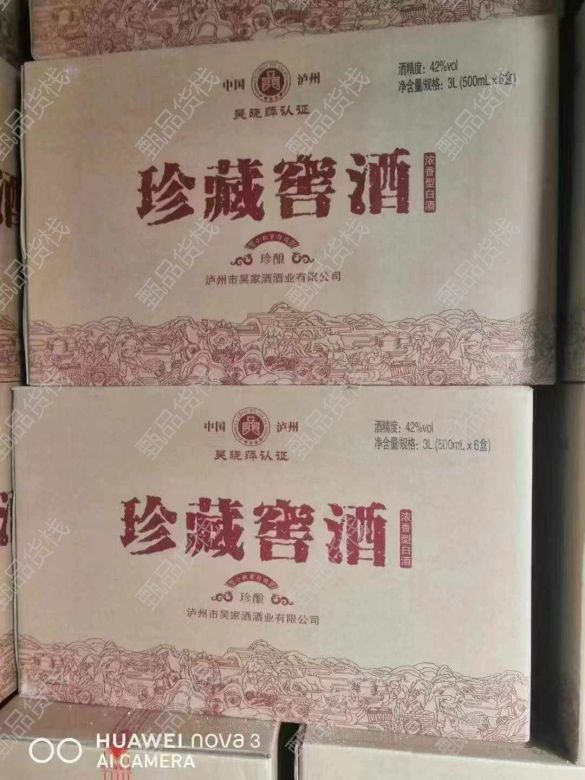 中国 泸州
吴晓萍认证
酒精度：42%vol
净含量/规格：3L（500mL×6盒）
珍藏窖酒
浓香型白酒
珍酿
泸州市吴家酒酒业有限公司
中国 泸州
吴晓萍认证
酒精度：42%vol
净含量/规格：3L（500mL×6盒）
珍藏窖酒
浓香型白酒
珍酿
泸州市吴家酒酒业有限公司
HUAWEI nova 3
AI CAMERA
甄品货栈